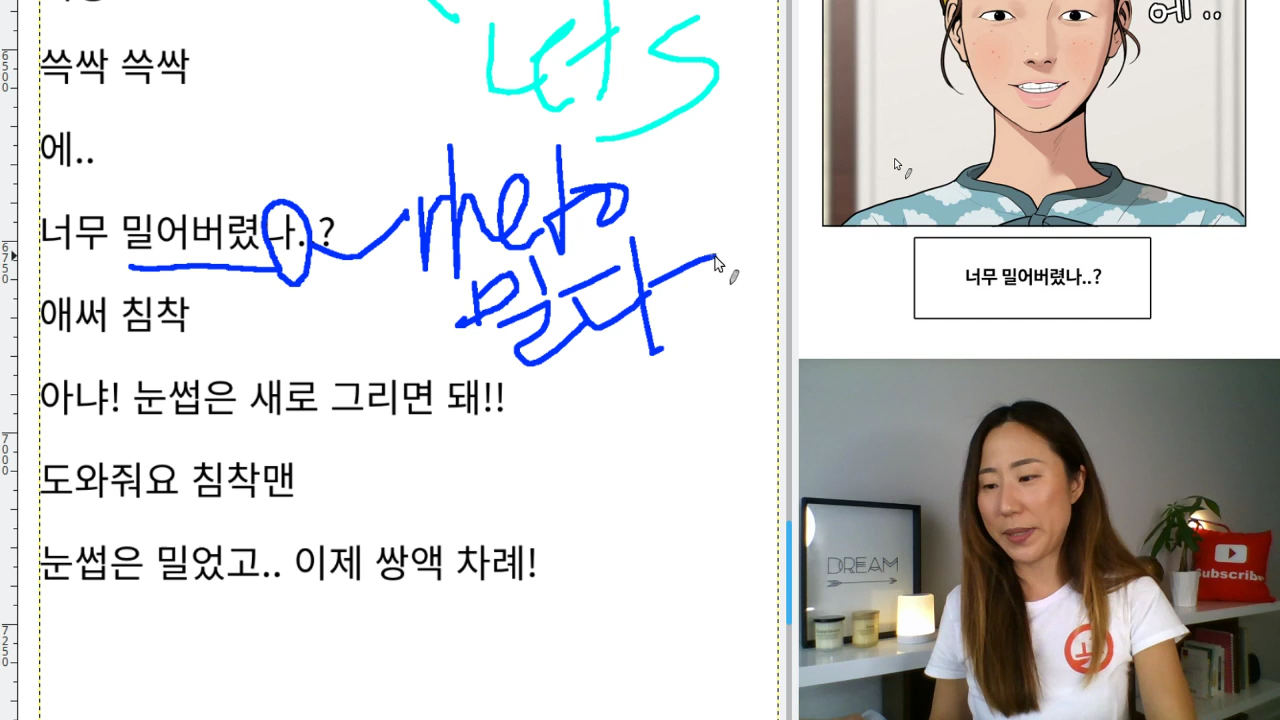 Lets
쓱싹 쓱싹
에..
너무 밀어버렸나..?
rheto
밀다
애써 침착
아냐! 눈썹은 새로 그리면 돼!!
도와줘요 침착맨
눈썹은 밀었고.. 이제 쌍액 차례!
에..
너무 밀어버렸나..?
DREAM
Subscribe